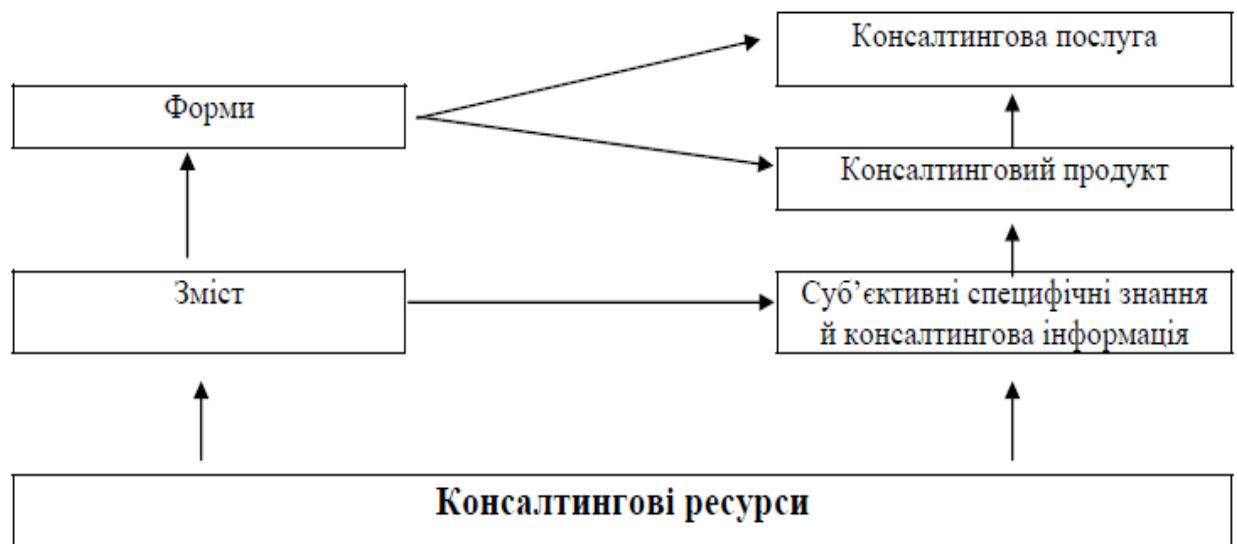 Консалтингова послуга
Форми
Консалтинговий продукт
Зміст
Суб’єктивні специфічні знання
й консалтингова інформація
Консалтингові ресурси